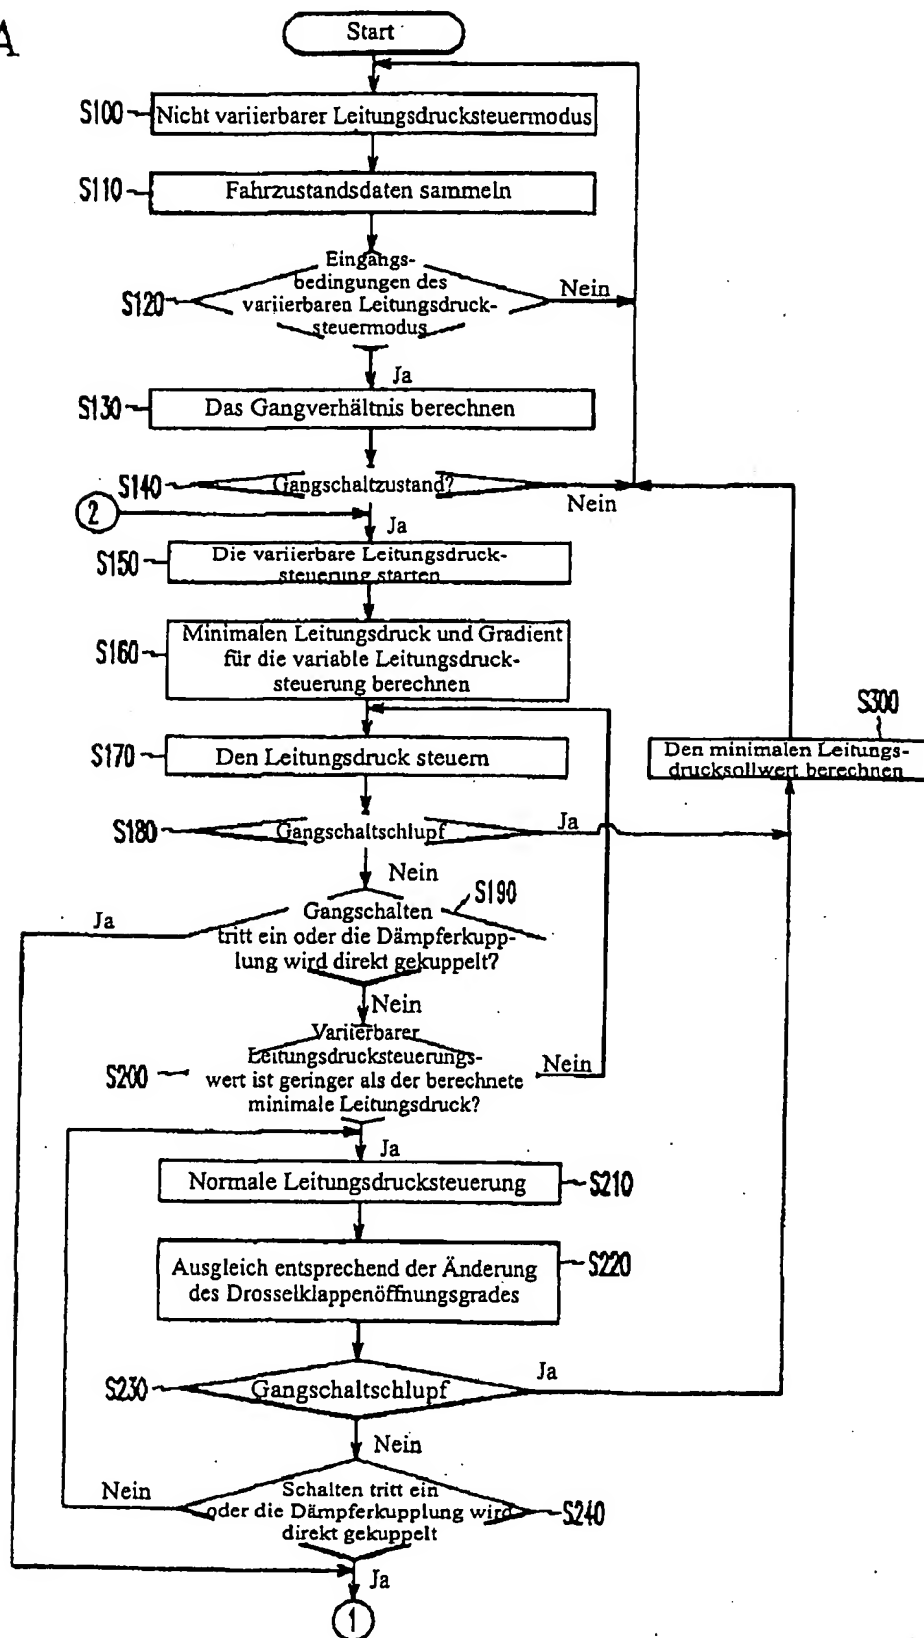 A
Start
S100
Nicht variierbarer Leitungsdrucksteuermodus
S110
Fahrzustandsdaten sammeln
S120
Eingangs-
bedingungen des
variierbaren Leitungsdruck-
steuermodus
Nein
Ja
S130
Das Gangverhältnis berechnen
S140
Gangschaltzustand?
Nein
2
Ja
S150
Die variierbare Leitungsdruck-
steuerung starten
S160
Minimalen Leitungsdruck und Gradient
für die variable Leitungsdruck-
steuerung berechnen
S300
Den minimalen Leitungs-
drucksollwert berechnen
S170
Den Leitungsdruck steuern
S180
Gangschaltschlupf
Ja
Nein
S190
Ja
Gangschalten
tritt ein oder die Dämpferkupp-
lung wird direkt gekuppelt?
Nein
S200
Variierbarer
Leitungsdrucksteuerungs-
wert ist geringer als der berechnete
minimale Leitungsdruck?
Nein
Ja
Normale Leitungsdrucksteuerung
S210
Ausgleich entsprechend der Änderung
des Drosselklappenöffnungsgrades
S220
S230
Gangschaltschlupf
Ja
Nein
Nein
Schalten tritt ein
oder die Dämpferkupplung wird
direkt gekuppelt
S240
Ja
1